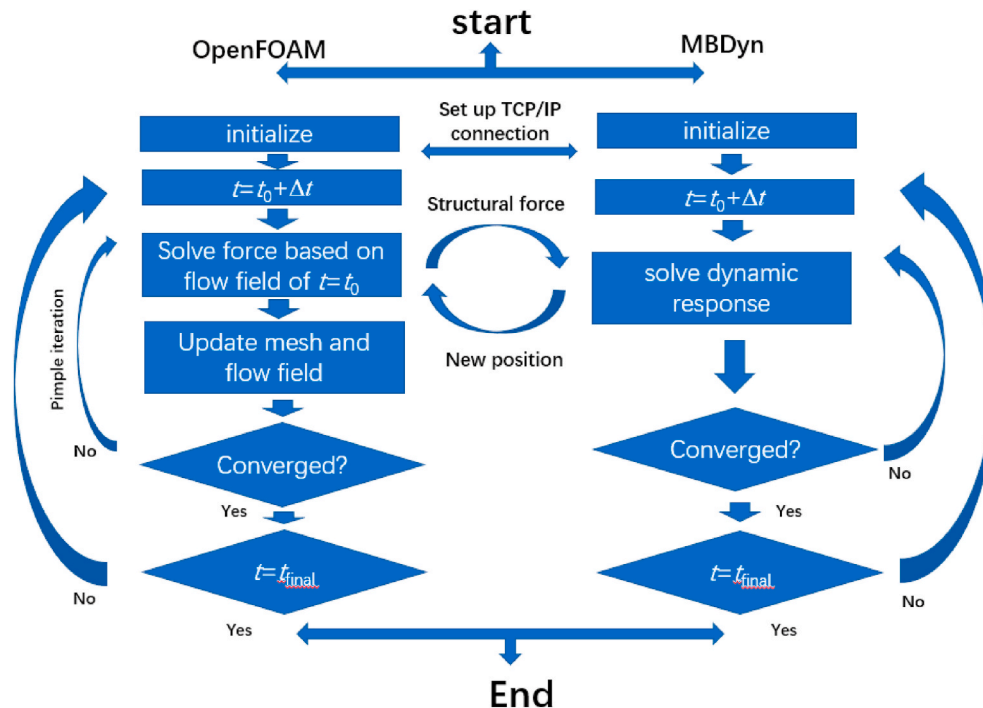 start
OpenFOAM
MBDyn
Set up TCP/IP
connection
initialize
initialize
t=t₀+Δt
t=t₀+Δt
Structural force
Solve force based on
flow field of t=t₀
solve dynamic
response
Pimple iteration
Update mesh and
flow field
New position
No
Converged?
Converged?
No
Yes
Yes
t=t_final
t=t_final
No
No
Yes
Yes
End